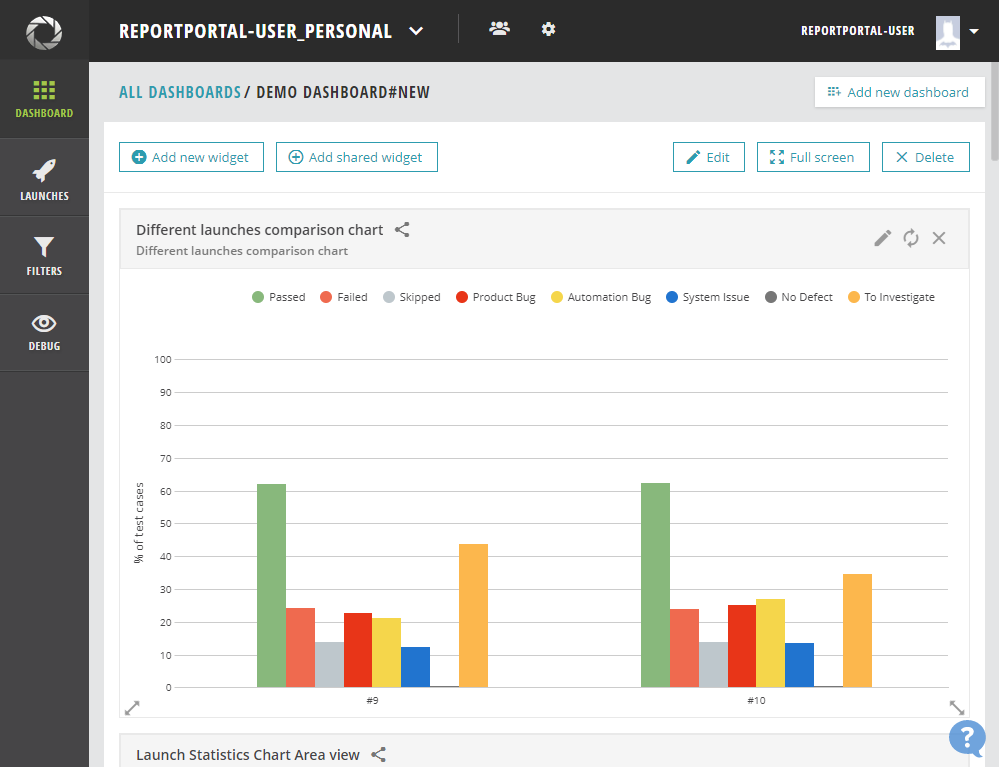 REPORTPORTAL-USER_PERSONAL
REPORTPORTAL-USER
DASHBOARD
LAUNCHES
FILTERS
DEBUG
ALL DASHBOARDS / DEMO DASHBOARD#NEW
Add new dashboard
Add new widget
Add shared widget
Edit
Full screen
Delete
Different launches comparison chart
Different launches comparison chart
Passed Failed Skipped Product Bug Automation Bug System Issue No Defect To Investigate
% of test cases
100
90
80
70
60
50
40
30
20
10
0
#9 #10
?
Launch Statistics Chart Area view